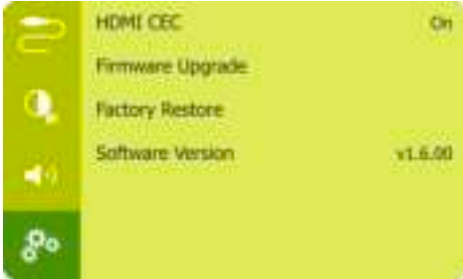 HDMI CEC On
Firmware Upgrade
Factory Restore
Software Version v1.6.00